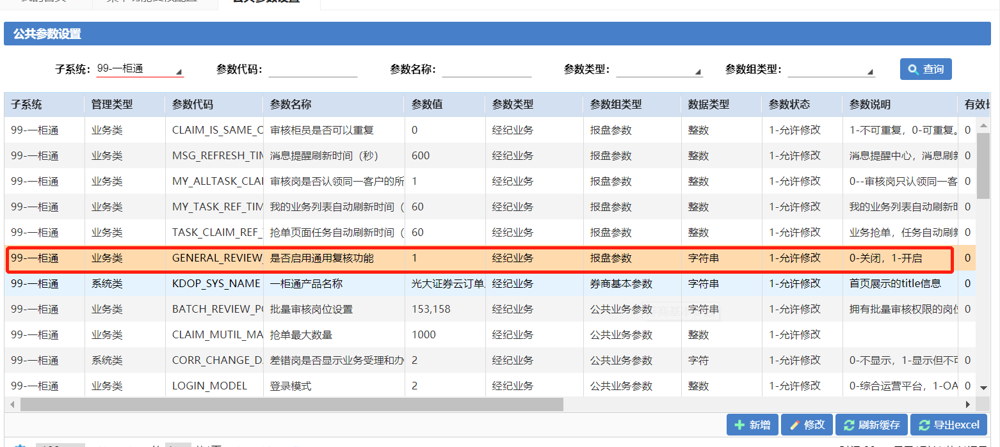 公共参数设置
公共参数设置
子系统: 99-一柜通 参数代码: 参数名称: 参数类型: 参数组类型: 查询
子系统 管理类型 参数代码 参数名称 参数值 参数类型 参数组类型 数据类型 参数状态 参数说明
99-一柜通 业务类 CLAIM_IS_SAME_ 审核柜员是否可以重复 0 经纪业务 报盘参数 整数 1-允许修改 1-不可重复，0-可重复。 0
99-一柜通 业务类 MSG_REFRESH_TIM 消息提醒刷新时间（秒） 600 经纪业务 报盘参数 整数 1-允许修改 消息提醒中心，消息刷新 0
99-一柜通 业务类 MY_ALLTASK_CLAI 审核岗是否认领同一客户的所 1 经纪业务 报盘参数 整数 1-允许修改 0--审核岗只认领同一客 0
99-一柜通 业务类 MY_TASK_REF_TIM 我的业务列表自动刷新时间（ 60 经纪业务 报盘参数 整数 1-允许修改 我的业务列表自动刷新时 0
99-一柜通 业务类 TASK_CLAIM_REF_ 抢单页面任务自动刷新时间（ 60 经纪业务 报盘参数 整数 1-允许修改 业务抢单，任务自动刷新 0
99-一柜通 业务类 GENERAL_REVIEW_ 是否启用通用复核功能 1 经纪业务 报盘参数 字符串 1-允许修改 0-关闭，1-开启 0
99-一柜通 系统类 KDOP_SYS_NAME 一柜通产品名称 光大证券云订单 经纪业务 券商基本参数 字符串 1-允许修改 首页展示的title信息 0
99-一柜通 业务类 BATCH_REVIEW_PO 批量审核岗位设置 153,158 经纪业务 公共业务参数 字符串 1-允许修改 拥有批量审核权限的岗位 0
99-一柜通 业务类 CLAIM_MUTIL_MA 抢单最大数量 1000 经纪业务 公共业务参数 整数 1-允许修改
99-一柜通 系统类 CORR_CHANGE_D 差错岗是否显示业务受理和办 2 经纪业务 公共业务参数 字符 1-允许修改 0-不显示，1-显示但不可 0
99-一柜通 业务类 LOGIN_MODEL 登录模式 2 经纪业务 公共业务参数 整数 1-允许修改 0-综合运营平台，1-OA 0
新增 修改 刷新缓存 导出excel